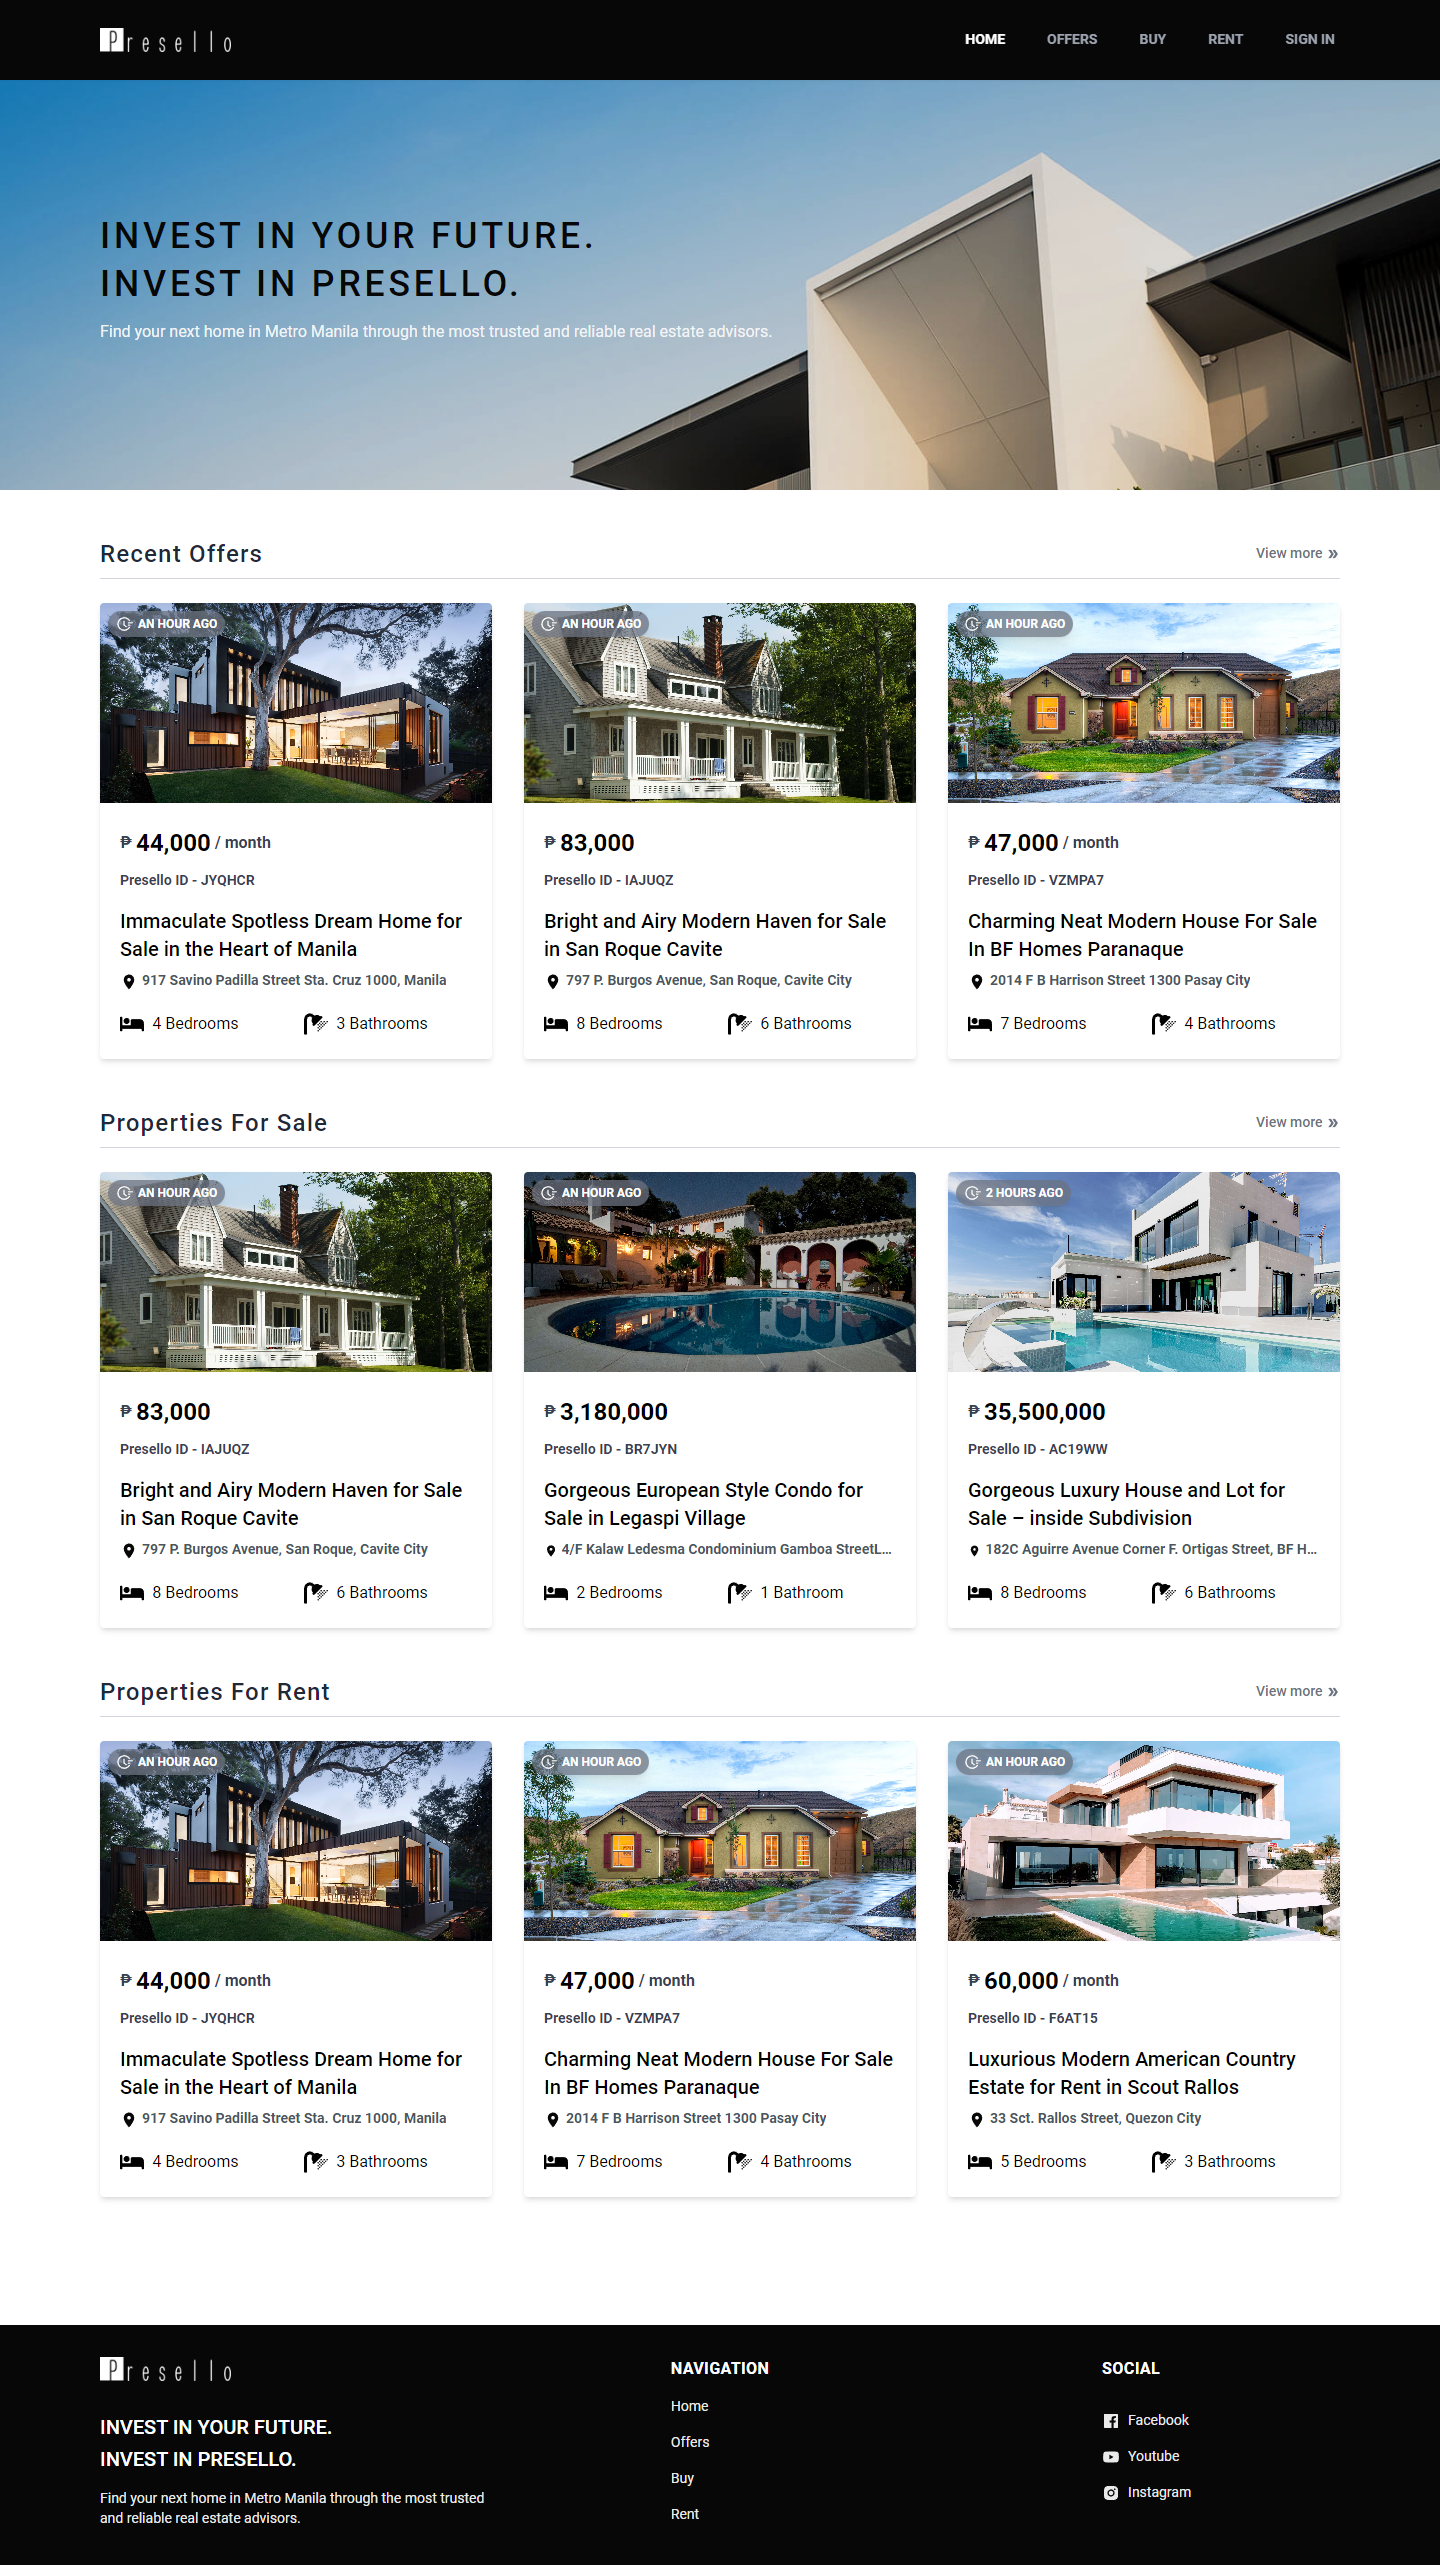 Presello
HOME OFFERS BUY RENT SIGN IN
INVEST IN YOUR FUTURE.
INVEST IN PRESELLO.
Find your next home in Metro Manila through the most trusted and reliable real estate advisors.
Recent Offers
View more »
AN HOUR AGO
₱ 44,000 / month
Presello ID - JYQHCR
Immaculate Spotless Dream Home for
Sale in the Heart of Manila
917 Savino Padilla Street Sta. Cruz 1000, Manila
4 Bedrooms
3 Bathrooms
AN HOUR AGO
₱ 83,000
Presello ID - IAJUQZ
Bright and Airy Modern Haven for Sale
in San Roque Cavite
797 P. Burgos Avenue, San Roque, Cavite City
8 Bedrooms
6 Bathrooms
AN HOUR AGO
₱ 47,000 / month
Presello ID - VZMPA7
Charming Neat Modern House For Sale
In BF Homes Paranaque
2014 F B Harrison Street 1300 Pasay City
7 Bedrooms
4 Bathrooms
Properties For Sale
View more »
AN HOUR AGO
₱ 83,000
Presello ID - IAJUQZ
Bright and Airy Modern Haven for Sale
in San Roque Cavite
797 P. Burgos Avenue, San Roque, Cavite City
8 Bedrooms
6 Bathrooms
AN HOUR AGO
₱ 3,180,000
Presello ID - BR7JYN
Gorgeous European Style Condo for
Sale in Legaspi Village
4/F Kalaw Ledesma Condominium Gamboa StreetL...
2 Bedrooms
1 Bathroom
2 HOURS AGO
₱ 35,500,000
Presello ID - AC19WW
Gorgeous Luxury House and Lot for
Sale – inside Subdivision
182C Aguirre Avenue Corner F. Ortigas Street, BF H...
8 Bedrooms
6 Bathrooms
Properties For Rent
View more »
AN HOUR AGO
₱ 44,000 / month
Presello ID - JYQHCR
Immaculate Spotless Dream Home for
Sale in the Heart of Manila
917 Savino Padilla Street Sta. Cruz 1000, Manila
4 Bedrooms
3 Bathrooms
AN HOUR AGO
₱ 47,000 / month
Presello ID - VZMPA7
Charming Neat Modern House For Sale
In BF Homes Paranaque
2014 F B Harrison Street 1300 Pasay City
7 Bedrooms
4 Bathrooms
AN HOUR AGO
₱ 60,000 / month
Presello ID - F6AT15
Luxurious Modern American Country
Estate for Rent in Scout Rallos
33 Sct. Rallos Street, Quezon City
5 Bedrooms
3 Bathrooms
Presello
INVEST IN YOUR FUTURE.
INVEST IN PRESELLO.
Find your next home in Metro Manila through the most trusted
and reliable real estate advisors.
NAVIGATION
Home
Offers
Buy
Rent
SOCIAL
Facebook
Youtube
Instagram